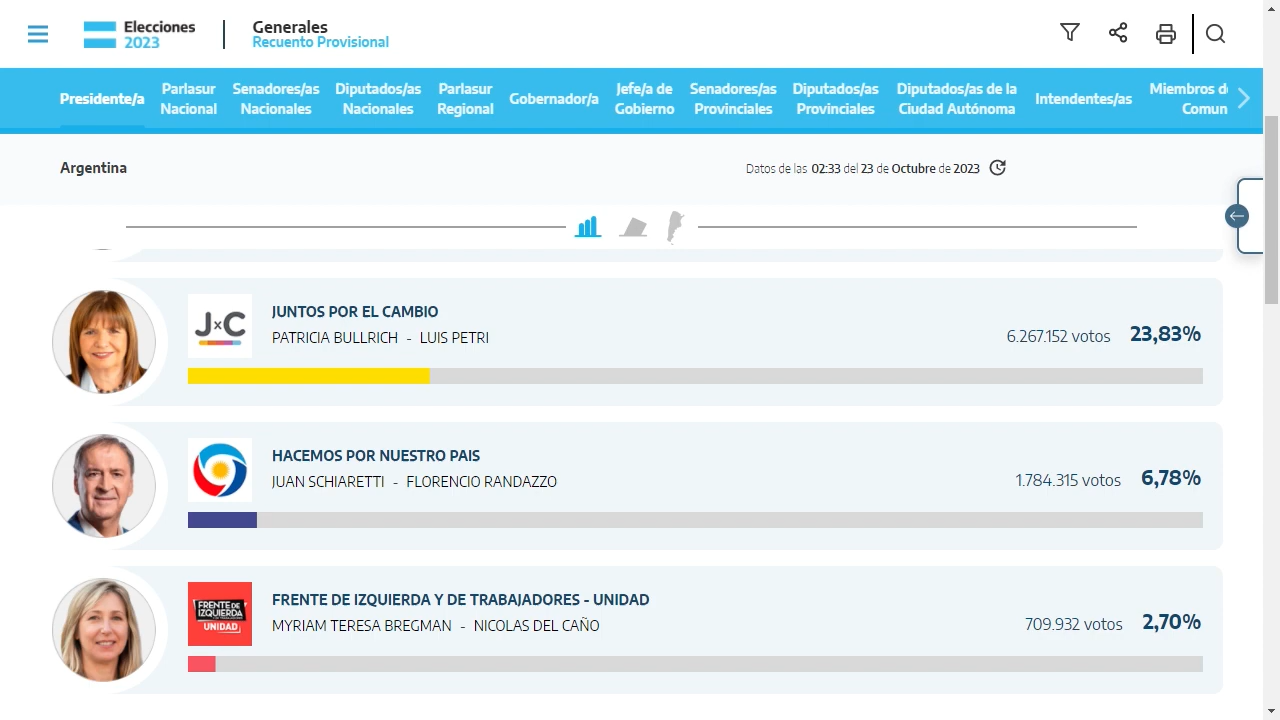 Elecciones
2023
Generales
Recuento Provisional
Presidente/a
Parlasur
Nacional
Senadores/as
Nacionales
Diputados/as
Nacionales
Parlasur
Regional
Gobernador/a
Jefe/a de
Gobierno
Senadores/as
Provinciales
Diputados/as
Provinciales
Diputados/as de la
Ciudad Autónoma
Intendentes/as
Miembros d
Comun
Argentina
Datos de las 02:33 del 23 de Octubre de 2023
JxC
JUNTOS POR EL CAMBIO
PATRICIA BULLRICH - LUIS PETRI
6.267.152 votos 23,83%
HACEMOS POR NUESTRO PAIS
JUAN SCHIARETTI - FLORENCIO RANDAZZO
1.784.315 votos 6,78%
FRENTE DE
IZQUIERDA
UNIDAD
FRENTE DE IZQUIERDA Y DE TRABAJADORES - UNIDAD
MYRIAM TERESA BREGMAN - NICOLAS DEL CAÑO
709.932 votos 2,70%